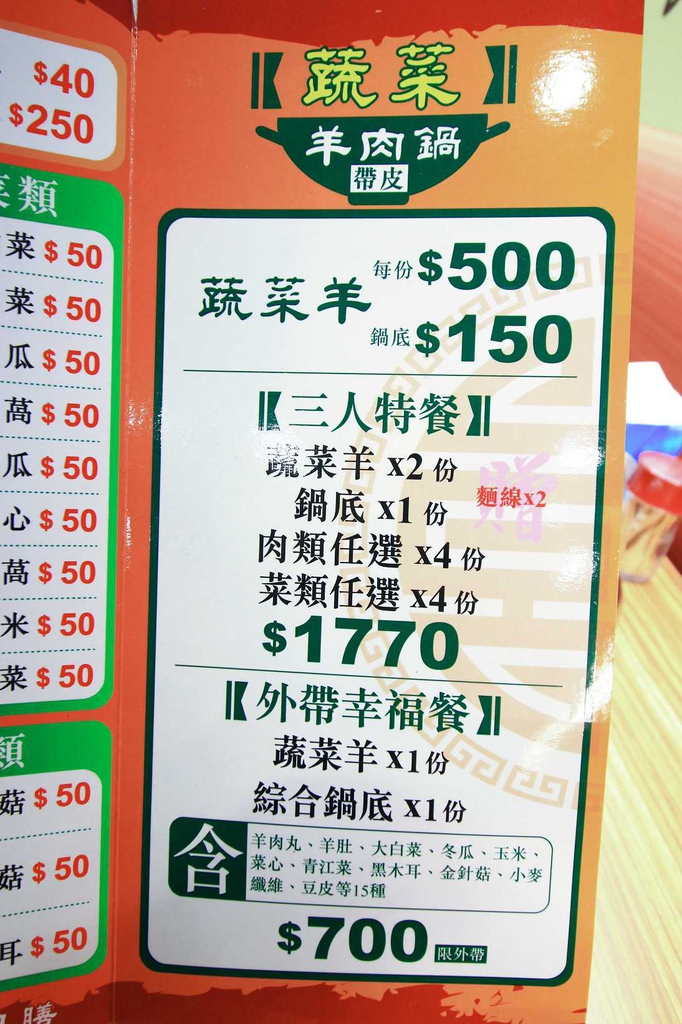 $40
$250
類
菜 $50
菜 $50
瓜 $50
萵 $50
瓜 $50
心 $50
萵 $50
米 $50
菜 $50
類
菇 $50
菇 $50
耳 $50
膳
【蔬菜】
羊肉鍋
帶皮
蔬菜羊 每份 $500
鍋底 $150
【三人特餐】
蔬菜羊 x2 份
鍋底 x1 份
肉類任選 x4 份
菜類任選 x4 份
贈 麵線x2
$1770
【外帶幸福餐】
蔬菜羊 x1 份
綜合鍋底 x1 份
含 羊肉丸、羊肚、大白菜、冬瓜、玉米、
菜心、青江菜、黑木耳、金針菇、小麥
纖維、豆皮等15種
$700 限外帶